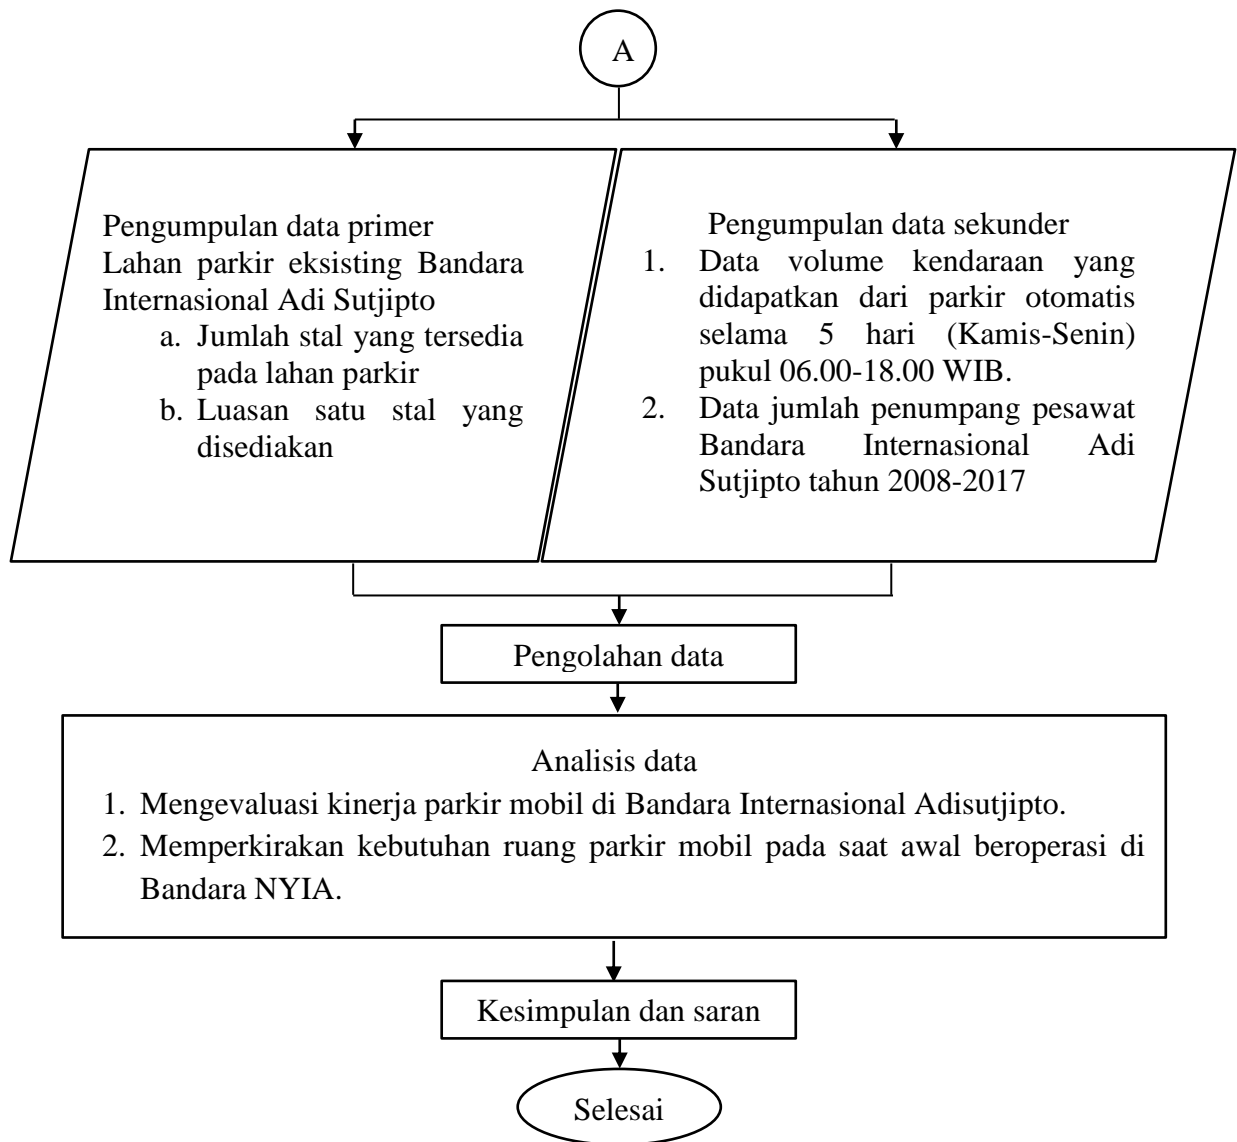 A
Pengumpulan data primer
Lahan parkir eksisting Bandara
Internasional Adi Sutjipto
a. Jumlah stal yang tersedia
pada lahan parkir
b. Luasan satu stal yang
disediakan
Pengumpulan data sekunder
1. Data volume kendaraan yang
didapatkan dari parkir otomatis
selama 5 hari (Kamis-Senin)
pukul 06.00-18.00 WIB.
2. Data jumlah penumpang pesawat
Bandara Internasional Adi
Sutjipto tahun 2008-2017
Pengolahan data
Analisis data
1. Mengevaluasi kinerja parkir mobil di Bandara Internasional Adisutjipto.
2. Memperkirakan kebutuhan ruang parkir mobil pada saat awal beroperasi di
Bandara NYIA.
Kesimpulan dan saran
Selesai